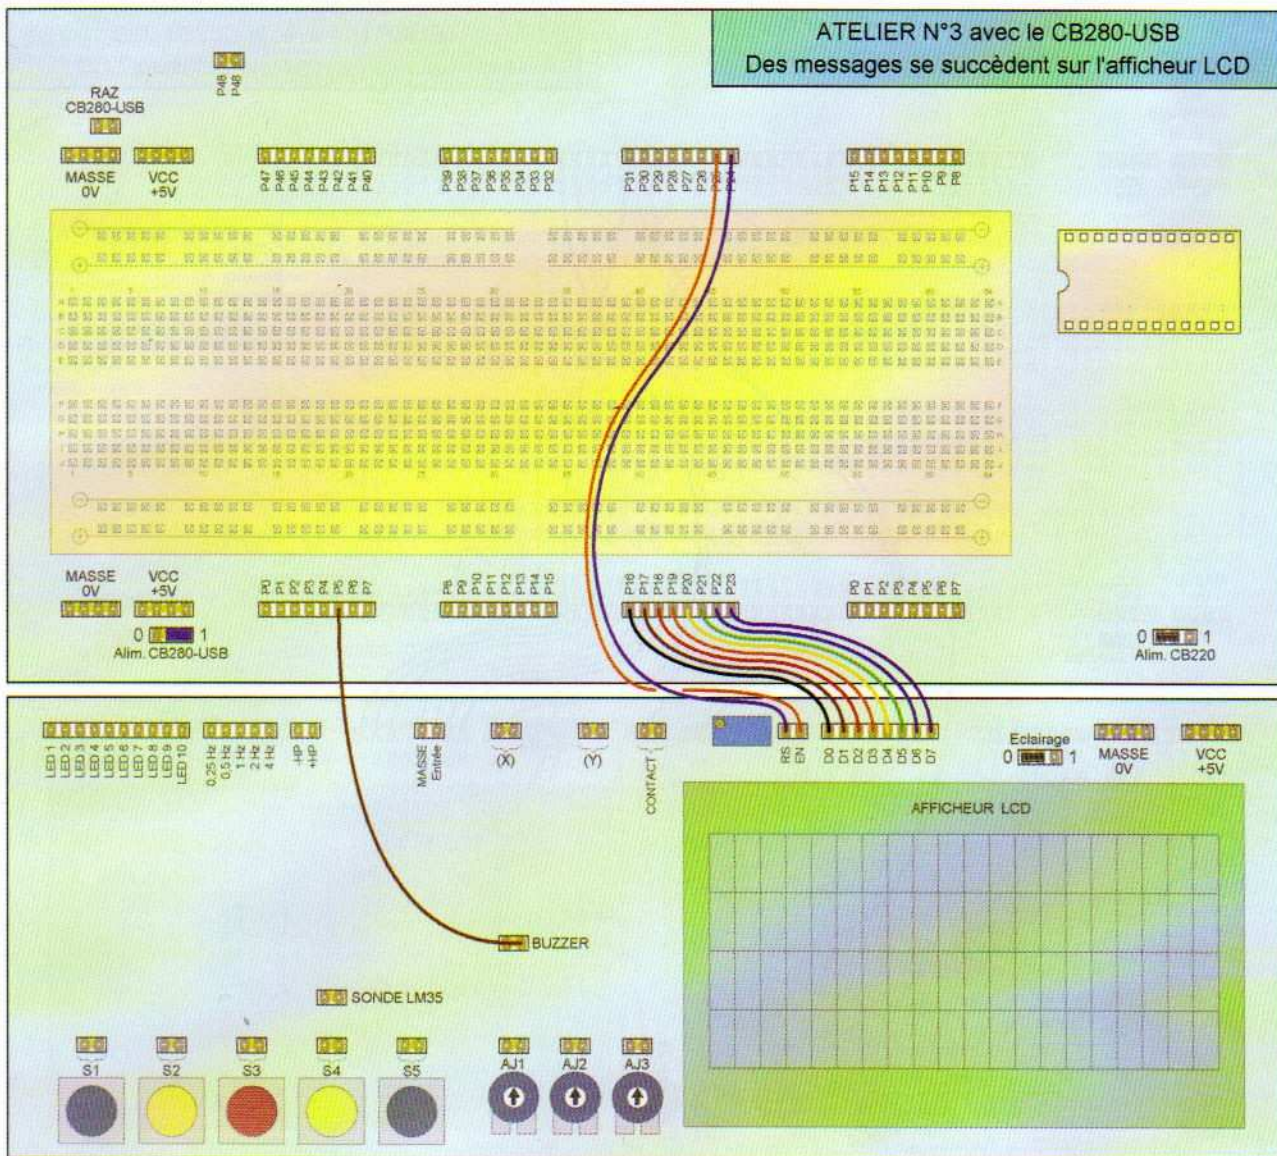 ATELIER N°3 avec le CB280-USB
Des messages se succèdent sur l'afficheur LCD
P48
P48
RAZ
CB280-USB
MASSE
0V
VCC
+5V
P47
P46
P45
P44
P43
P42
P41
P40
P39
P38
P37
P36
P35
P34
P33
P32
P31
P30
P29
P28
P27
P26
P25
P24
P15
P14
P13
P12
P11
P10
P9
P8
MASSE
0V
VCC
+5V
P0
P1
P2
P3
P4
P5
P6
P7
P8
P9
P10
P11
P12
P13
P14
P15
P16
P17
P18
P19
P20
P21
P22
P23
P0
P1
P2
P3
P4
P5
P6
P7
0 1
Alim. CB280-USB
0 1
Alim. CB220
LED 1
LED 2
LED 3
LED 4
LED 5
LED 6
LED 7
LED 8
LED 9
LED 10
0,25 Hz
0,5 Hz
1 Hz
2 Hz
4 Hz
-HP
+HP
MASSE
Entrée
(X)
(Y)
CONTACT
RS
EN
D0
D1
D2
D3
D4
D5
D6
D7
Eclairage
0 1
MASSE
0V
VCC
+5V
AFFICHEUR LCD
BUZZER
SONDE LM35
S1
S2
S3
S4
S5
AJ1
AJ2
AJ3